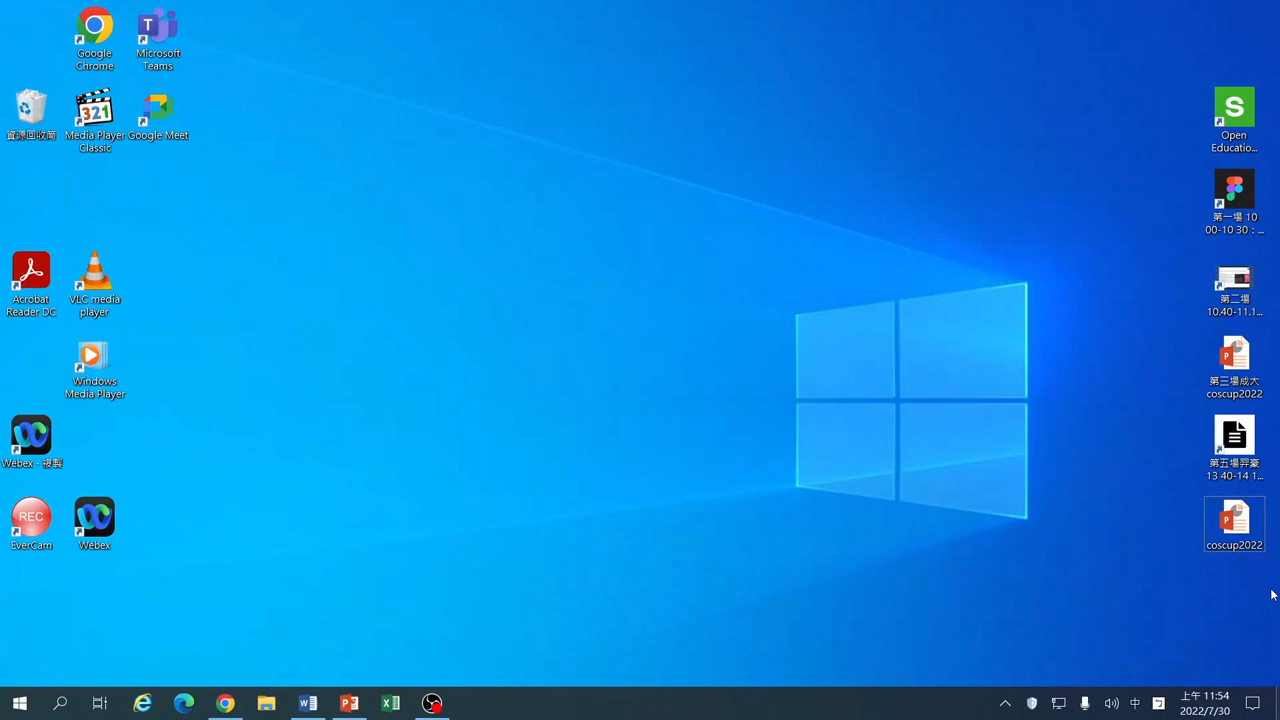 Google
Chrome
Microsoft
Teams
資源回收筒
321
Media Player
Classic
Google Meet
Acrobat
Reader DC
VLC media
player
Windows
Media Player
Webex - 複製
REC
EverCam
Webex
S
Open
Educatio...
第一場 10
00-10 30：...
第二場
10.40-11.1...
第三場成大
coscup2022
第五場羿豪
13 40-14 1...
coscup2022
中
上午 11:54
2022/7/30